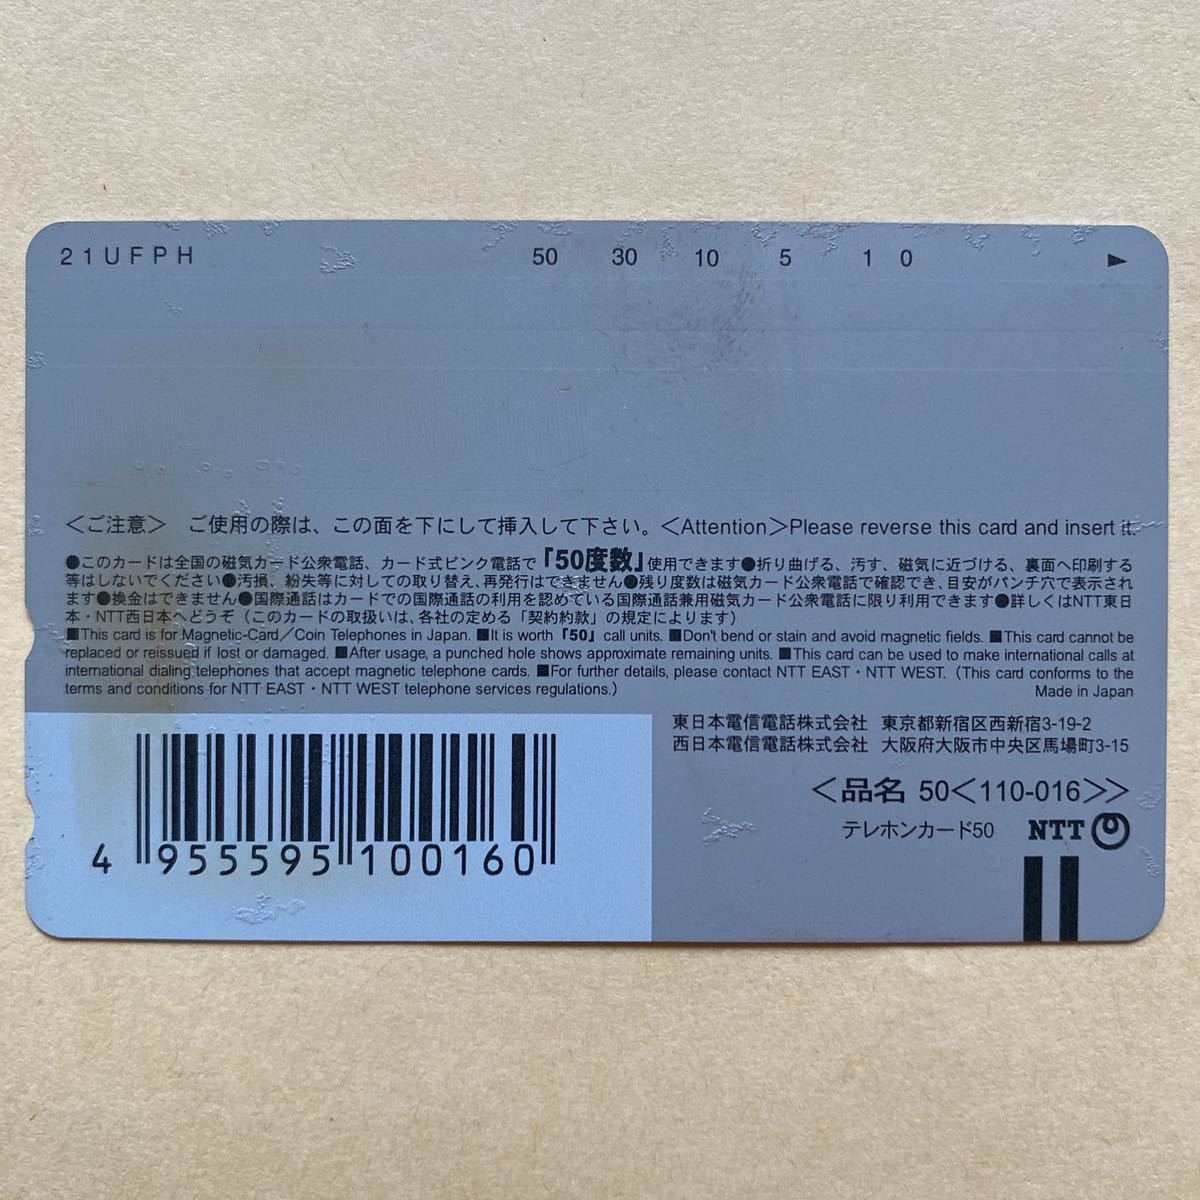 21UFPH 50 30 10 5 1 0 ►
＜ご注意＞ ご使用の際は、この面を下にして挿入して下さい。＜Attention＞Please reverse this card and insert it.
●このカードは全国の磁気カード公衆電話、カード式ピンク電話で『50度数』使用できます●折り曲げる、汚す、磁気に近づける、裏面へ印刷する
等はしないでください●汚損、紛失等に対しての取り替え、再発行はできません●残り度数は磁気カード公衆電話で確認でき、目安がパンチ穴で表示され
ます●換金はできません●国際通話はカードでの国際通話の利用を認めている国際通話兼用磁気カード公衆電話に限り利用できます●詳しくはNTT東日
本・NTT西日本へどうぞ（このカードの取扱いは、各社の定める「契約約款」の規定によります）
■This card is for Magnetic-Card／Coin Telephones in Japan. ■It is worth『50』call units. ■Don't bend or stain and avoid magnetic fields. ■This card cannot be
replaced or reissued if lost or damaged. ■After usage, a punched hole shows approximate remaining units. ■This card can be used to make international calls at
international dialing telephones that accept magnetic telephone cards. ■For further details, please contact NTT EAST・NTT WEST.（This card conforms to the
terms and conditions for NTT EAST・NTT WEST telephone services regulations.）
Made in Japan
東日本電信電話株式会社 東京都新宿区西新宿3-19-2
西日本電信電話株式会社 大阪府大阪市中央区馬場町3-15
＜品名 50＜110-016＞＞
テレホンカード50 NTT
4 955595 100160